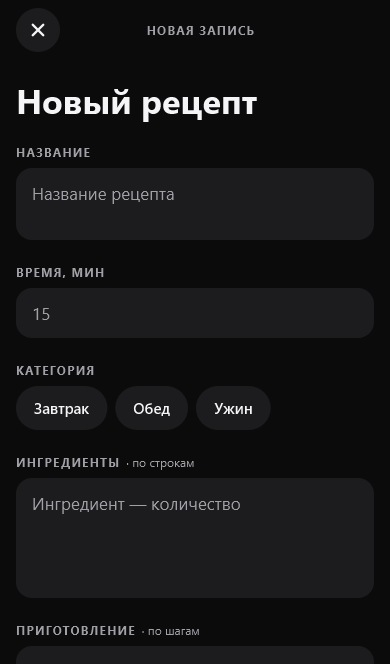 НОВАЯ ЗАПИСЬ
Новый рецепт
НАЗВАНИЕ
Название рецепта
ВРЕМЯ, МИН
15
КАТЕГОРИЯ
Завтрак Обед Ужин
ИНГРЕДИЕНТЫ · по строкам
Ингредиент — количество
ПРИГОТОВЛЕНИЕ · по шагам